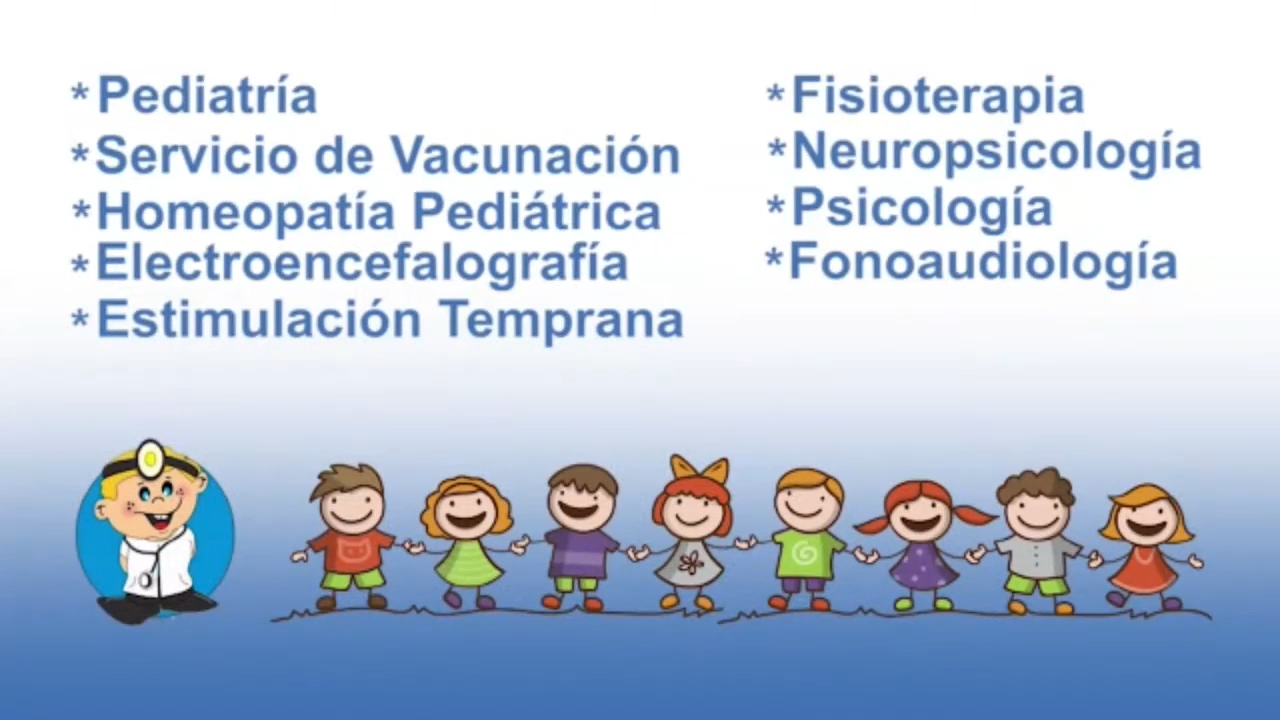 *Pediatría
*Servicio de Vacunación
*Homeopatía Pediátrica
*Electroencefalografía
*Estimulación Temprana
*Fisioterapia
*Neuropsicología
*Psicología
*Fonoaudiología